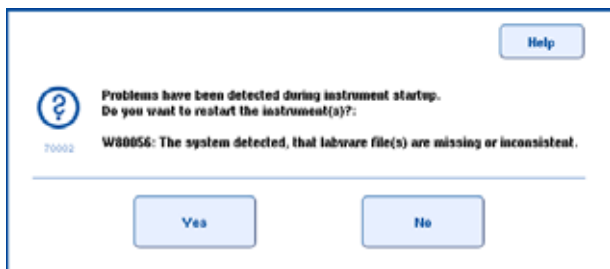 Help
Problems have been detected during instrument startup.
Do you want to restart the instrument(s)?:
70002
W80056: The system detected, that labware file(s) are missing or inconsistent.
Yes
No